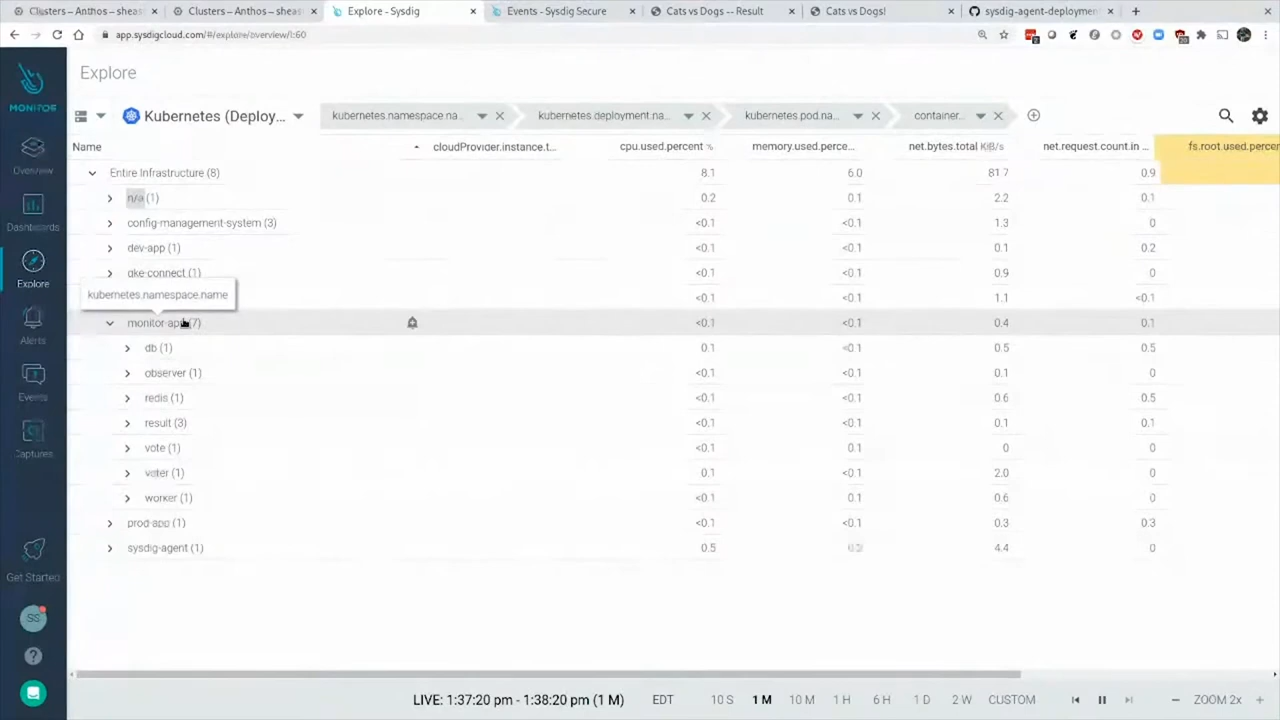 Clusters – Anthos – sheas
Clusters – Anthos – sheast
Explore - Sysdig
Events - Sysdig Secure
Cats vs Dogs -- Result
Cats vs Dogs!
sysdig-agent-deploymen
app.sysdigcloud.com/#/explore/overview/l:60
MONITOR
Overview
Dashboards
Explore
Alerts
Events
Captures
Get Started
SS
Explore
Kubernetes (Deploy...
kubernetes.namespace.na...
kubernetes.deployment.na...
kubernetes.pod.na...
container...
Name cloudProvider.instance.t... cpu.used.percent % memory.used.perce... net.bytes.total KiB/s net.request.count.in ... fs.root.used.percen
Entire Infrastructure (8) 8.1 6.0 81.7 0.9
n/a (1) 0.2 0.1 2.2 0.1
config-management-system (3) <0.1 <0.1 1.3 0
dev-app (1) <0.1 <0.1 0.1 0.2
gke-connect (1) <0.1 <0.1 0.9 0
kubernetes.namespace.name
<0.1 <0.1 1.1 <0.1
monitor-app (7) <0.1 <0.1 0.4 0.1
db (1) 0.1 <0.1 0.5 0.5
observer (1) <0.1 <0.1 0.1 0
redis (1) <0.1 <0.1 0.6 0.5
result (3) <0.1 <0.1 0.1 0.1
vote (1) <0.1 <0.1 0 0
voter (1) 0.1 <0.1 2.0 0
worker (1) <0.1 0.1 0.6 0
prod-app (1) <0.1 <0.1 0.3 0.3
sysdig-agent (1) 0.5 4.4 0
LIVE: 1:37:20 pm - 1:38:20 pm (1 M) EDT 10 S 1 M 10 M 1 H 6 H 1 D 2 W CUSTOM ZOOM 2x